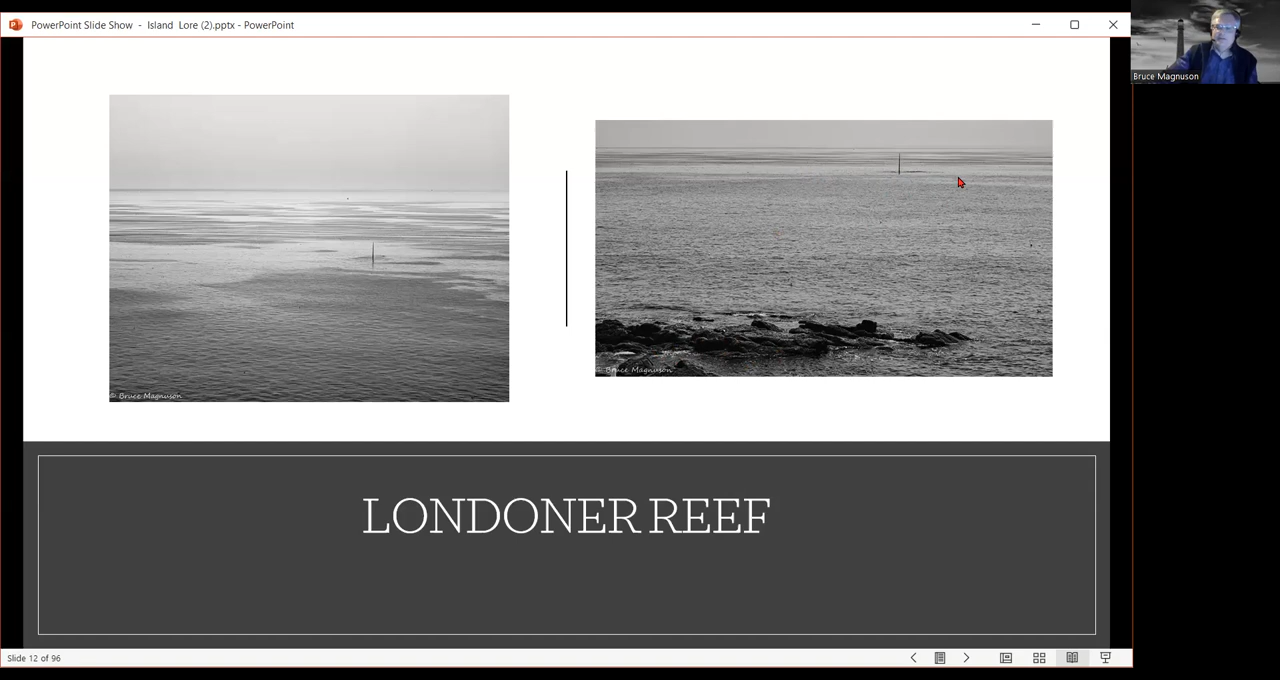 PowerPoint Slide Show - Island Lore (2).pptx - PowerPoint
Bruce Magnuson
© Bruce Magnuson
© Bruce Magnuson
LONDONER REEF
Slide 12 of 96